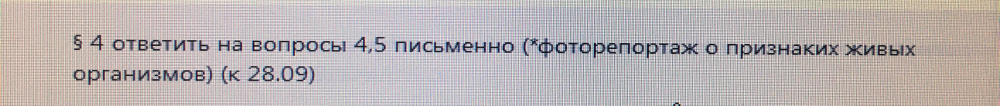 § 4 ответить на вопросы 4,5 письменно (*фоторепортаж о признаких живых
организмов) (к 28.09)